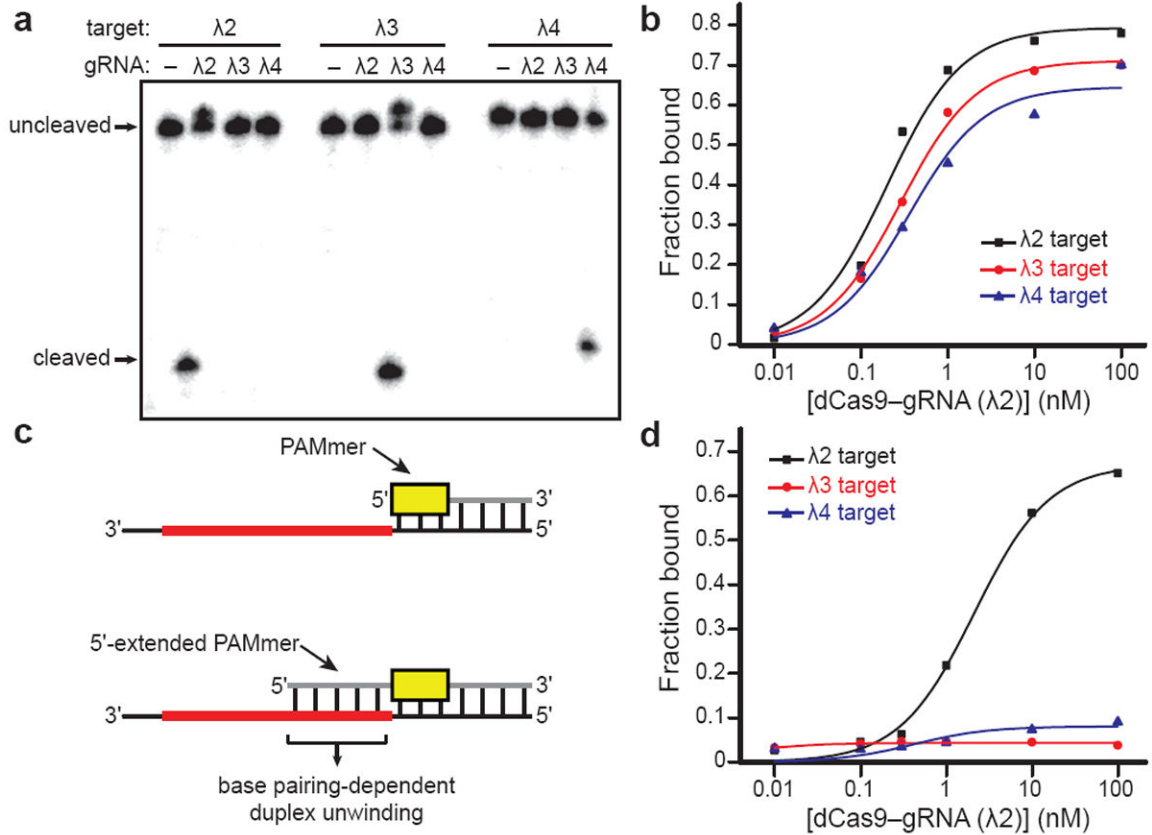 a
target: λ2 λ3 λ4
gRNA: – λ2 λ3 λ4 – λ2 λ3 λ4 – λ2 λ3 λ4
uncleaved
cleaved
b
Fraction bound
0.8
0.7
0.6
0.5
0.4
0.3
0.2
0.1
0
λ2 target
λ3 target
λ4 target
0.01 0.1 1 10 100
[dCas9–gRNA (λ2)] (nM)
c
PAMmer
5' 3'
3' 5'
5'-extended PAMmer
5' 3'
3' 5'
base pairing-dependent
duplex unwinding
d
Fraction bound
0.7
0.6
0.5
0.4
0.3
0.2
0.1
0
λ2 target
λ3 target
λ4 target
0.01 0.1 1 10 100
[dCas9–gRNA (λ2)] (nM)